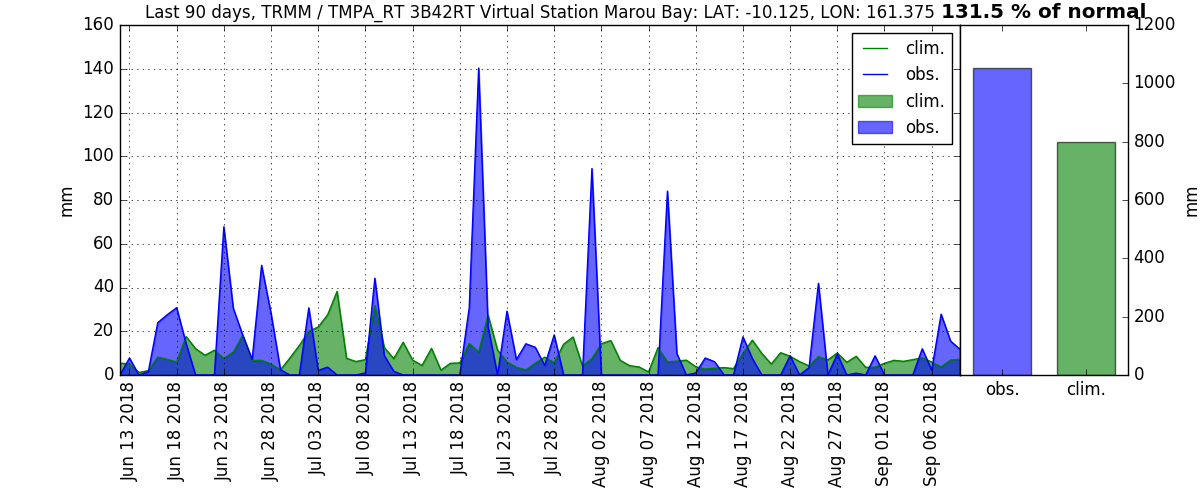 Last 90 days, TRMM / TMPA_RT 3B42RT Virtual Station Marou Bay: LAT: -10.125, LON: 161.375 131.5 % of normal
160
140
120
100
80
60
40
20
0
mm
clim.
obs.
clim.
obs.
1200
1000
800
600
400
200
0
mm
Jun 13 2018
Jun 18 2018
Jun 23 2018
Jun 28 2018
Jul 03 2018
Jul 08 2018
Jul 13 2018
Jul 18 2018
Jul 23 2018
Jul 28 2018
Aug 02 2018
Aug 07 2018
Aug 12 2018
Aug 17 2018
Aug 22 2018
Aug 27 2018
Sep 01 2018
Sep 06 2018
obs.
clim.